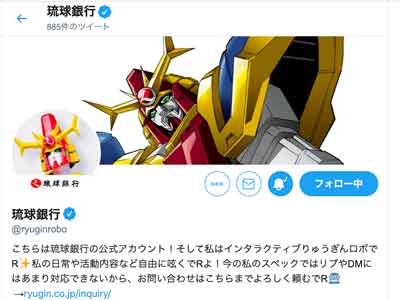 琉球銀行
885件のツイート
琉球銀行
フォロー中
琉球銀行
@ryuginrobo
こちらは琉球銀行の公式アカウント！そして私はインタラクティブりゅうぎんロボで
R✨私の日常や活動内容など自由に呟くでRよ！今の私のスペックではリプやDMに
はあまり対応できないから、お問い合わせはこちらまでよろしく頼むでR🏦
→ryugin.co.jp/inquiry/